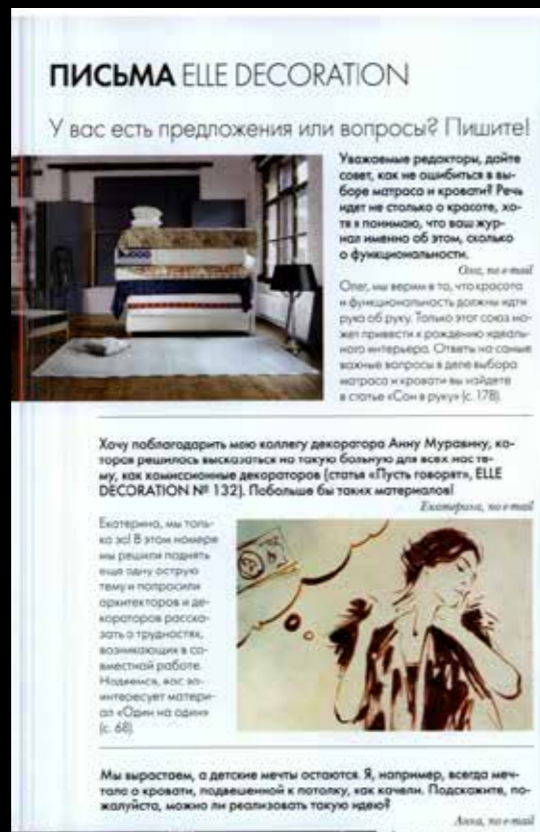 ПИСЬМА ELLE DECORATION
У вас есть предложения или вопросы? Пишите!
Уважаемые редакторы, дайте
совет, как не ошибиться в вы-
боре матраса и кровати? Речь
идет не столько о красоте, хо-
тя я понимаю, что ваш жур-
нал именно об этом, сколько
о функциональности.
по e-mail
Олег, мы верим в то, что красота
и функциональность должны идти
рука об руку. Только этот союз мо-
жет привести к рождению идеаль-
ного интерьера. Ответы на самые
важные вопросы в деле выбора
матраса и кровати вы найдете
в статье «Сон в руку» (с. 178).
Хочу поблагодарить мою коллегу декоратора Анну Муравину, ко-
торая решилась высказаться на такую больную для всех нас те-
му, как комиссионные декораторов (статья «Пусть говорят», ELLE
DECORATION № 132). Побольше бы таких материалов!
Екатерина, по e-mail
Екатерина, мы толь-
ко за! В этом номере
мы решили поднять
еще одну острую
тему и попросили
архитекторов и де-
кораторов расска-
зать о трудностях,
возникающих в со-
вместной работе.
Надеемся, вас за-
интересует матери-
ал «Один на один»
(с. 68).
Мы вырастаем, а детские мечты остаются. Я, например, всегда меч-
тала о кровати, подвешенной к потолку, как качели. Подскажите, по-
жалуйста, можно ли реализовать такую идею?
Анна, по e-mail